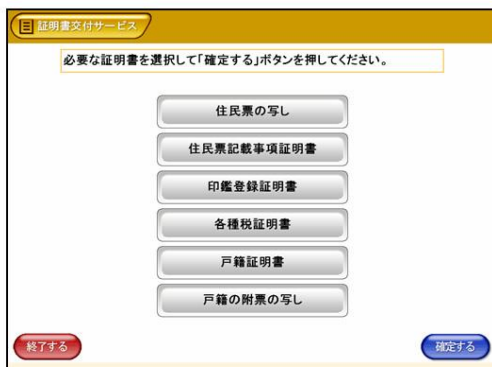 証明書交付サービス
必要な証明書を選択して「確定する」ボタンを押してください。
住民票の写し
住民票記載事項証明書
印鑑登録証明書
各種税証明書
戸籍証明書
戸籍の附票の写し
終了する
確定する